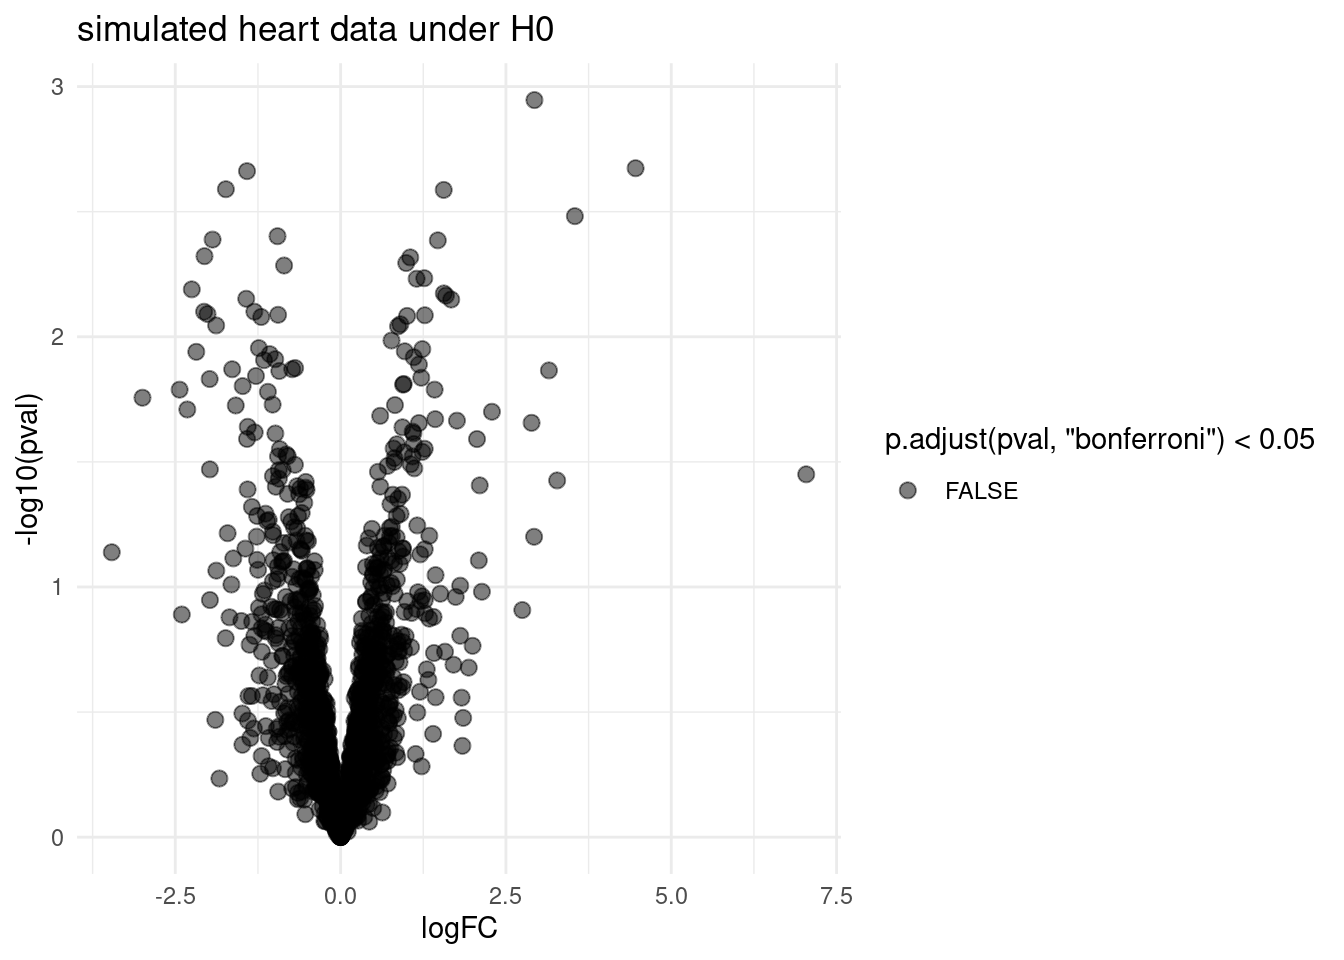 simulated heart data under H0
3
2
1
0
-log10(pval)
-2.5 0.0 2.5 5.0 7.5
logFC
p.adjust(pval, "bonferroni") < 0.05
FALSE